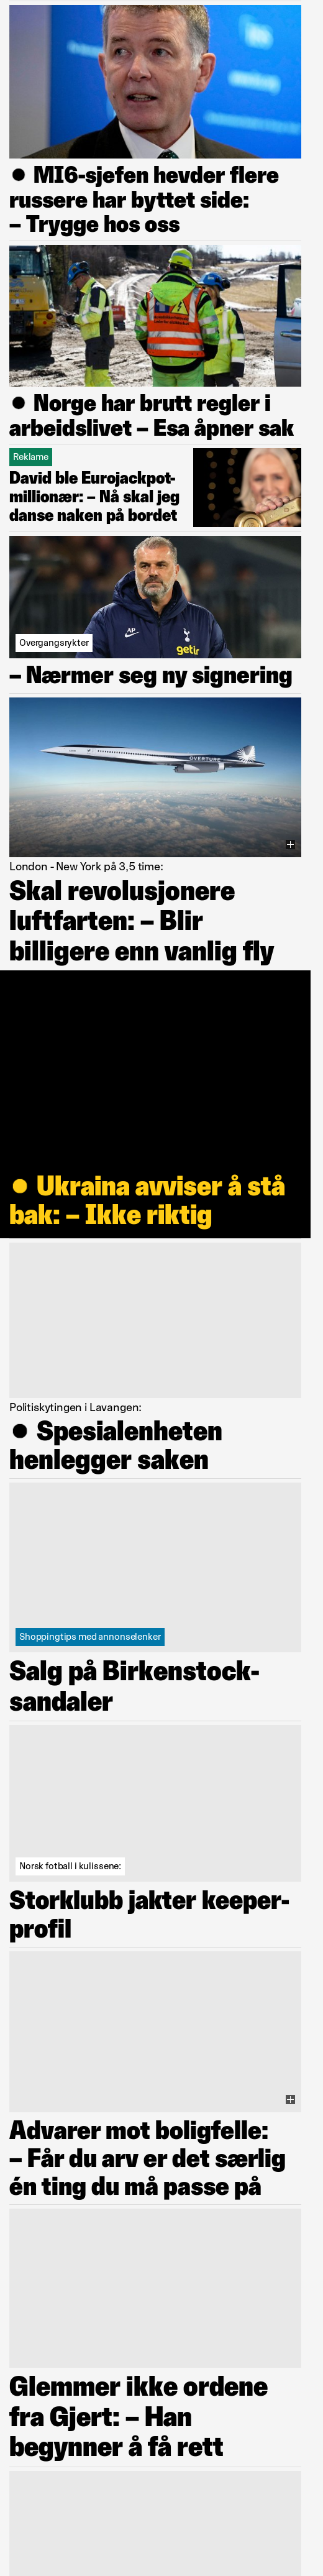 ● MI6-sjefen hevder flere
russere har byttet side:
– Trygge hos oss
● Norge har brutt regler i
arbeidslivet – Esa åpner sak
Reklame
David ble Eurojackpot-
millionær: – Nå skal jeg
danse naken på bordet
AP
getir
Overgangsrykter
– Nærmer seg ny signering
OVERTURE
London - New York på 3,5 time:
Skal revolusjonere
luftfarten: – Blir
billigere enn vanlig fly
● Ukraina avviser å stå
bak: – Ikke riktig
Politiskytingen i Lavangen:
● Spesialenheten
henlegger saken
Shoppingtips med annonselenker
Salg på Birkenstock-
sandaler
Norsk fotball i kulissene:
Storklubb jakter keeper-
profil
Advarer mot boligfelle:
– Får du arv er det særlig
én ting du må passe på
Glemmer ikke ordene
fra Gjert: – Han
begynner å få rett